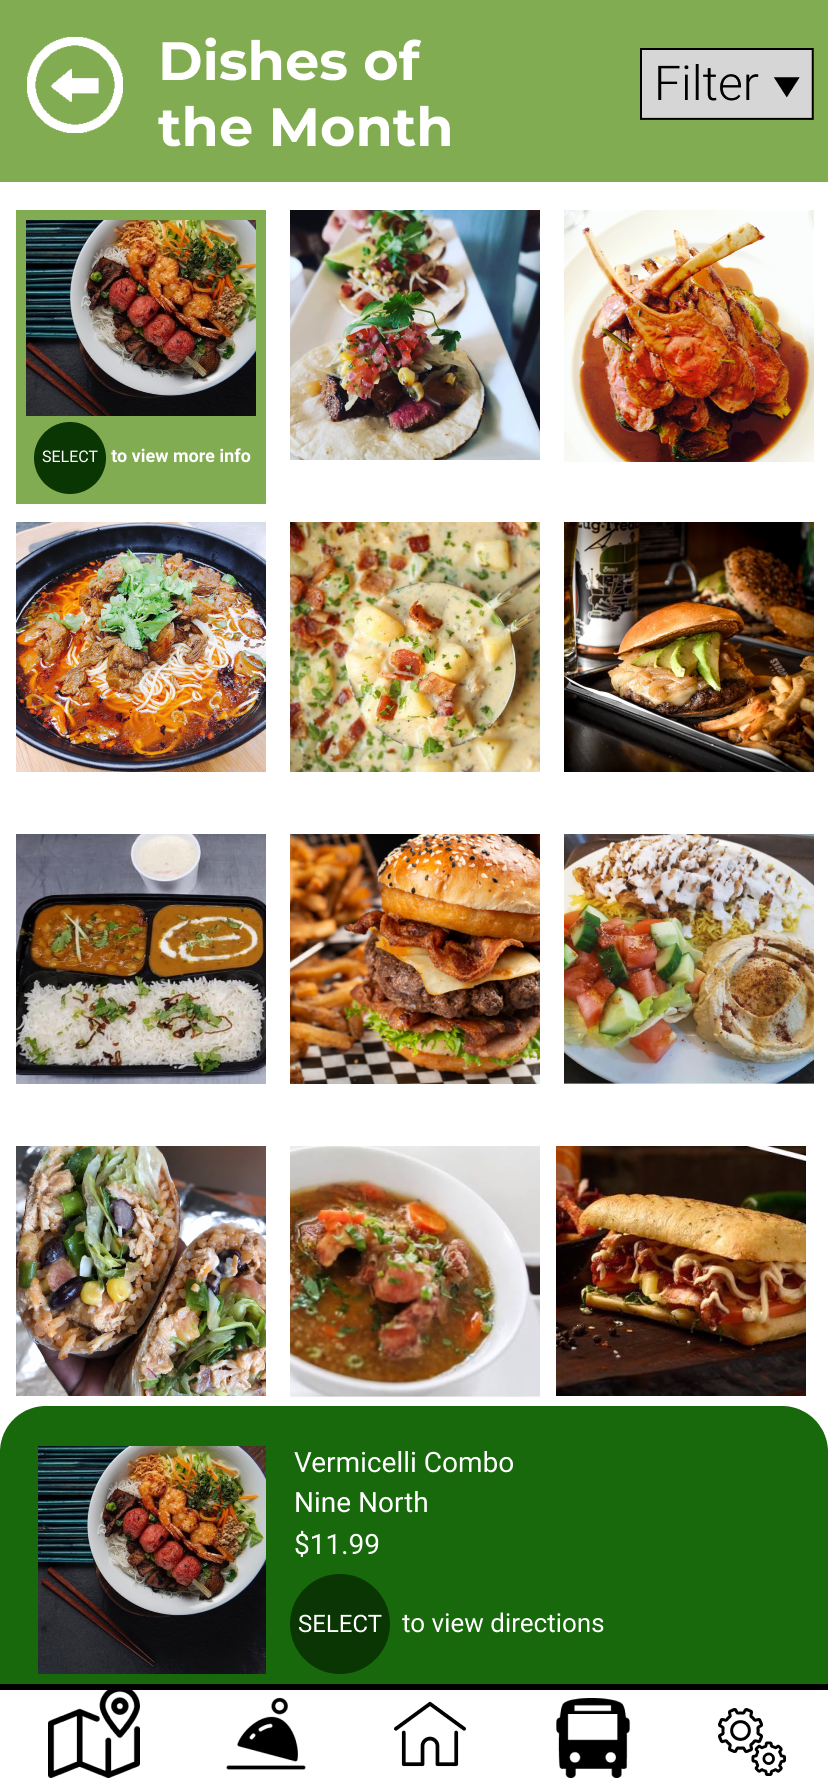 Dishes of
the Month
Filter
SELECT to view more info
Vermicelli Combo
Nine North
$11.99
SELECT to view directions